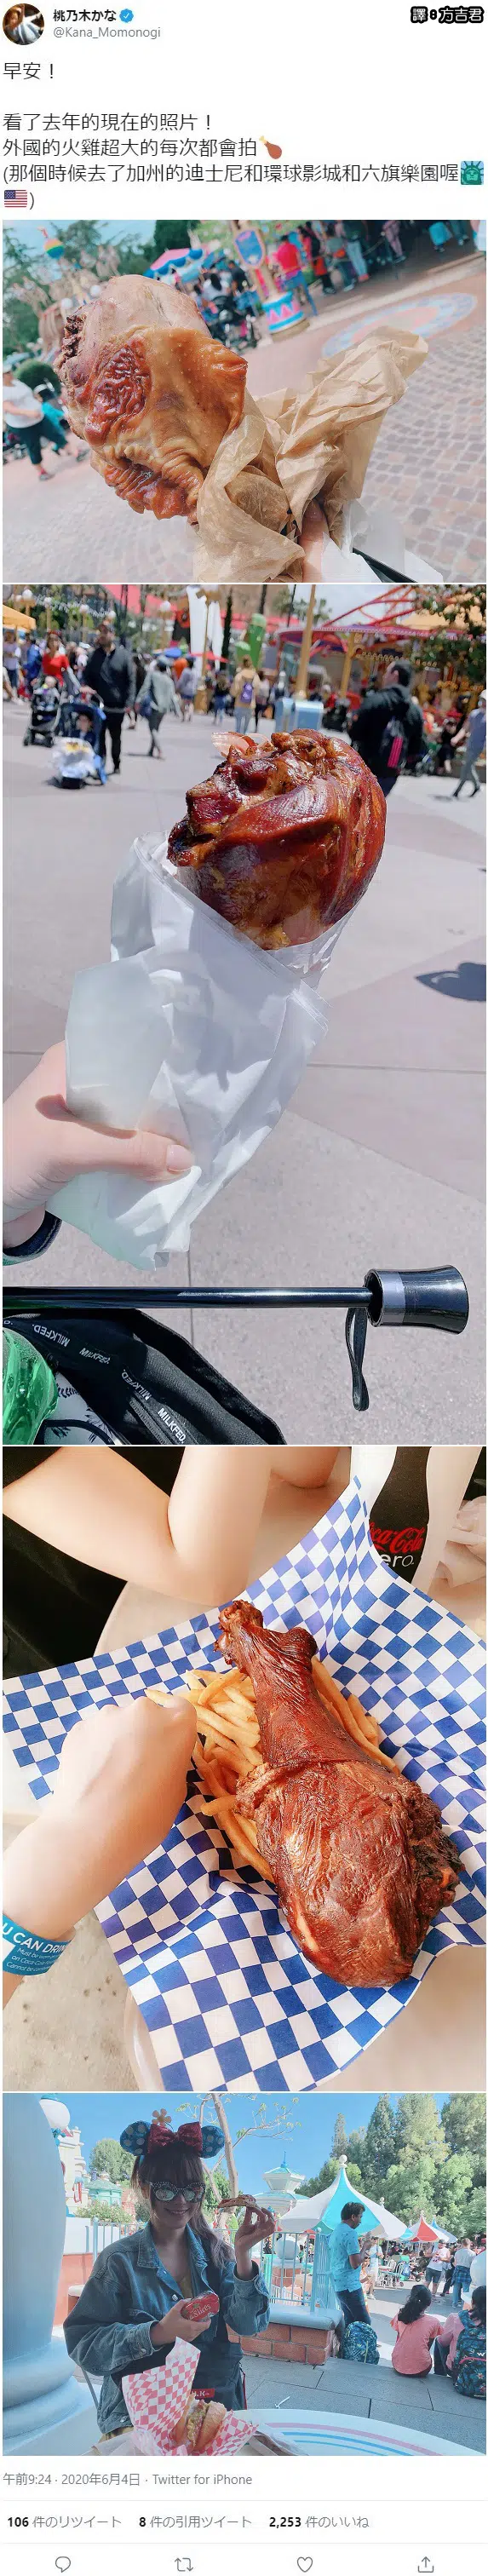 桃乃木かな
@Kana_Momonogi
譯8方吉君
早安！
看了去年的現在的照片！
外國的火雞超大的每次都會拍🍗
(那個時候去了加州的迪士尼和環球影城和六旗樂園喔🗽
🇺🇸)
MILKFED.
MILKFED.
MILKFED.
Coca-Cola
zero
U CAN DRIN
午前9:24 · 2020年6月4日 · Twitter for iPhone
106 件のリツイート 8 件の引用ツイート 2,253 件のいいね